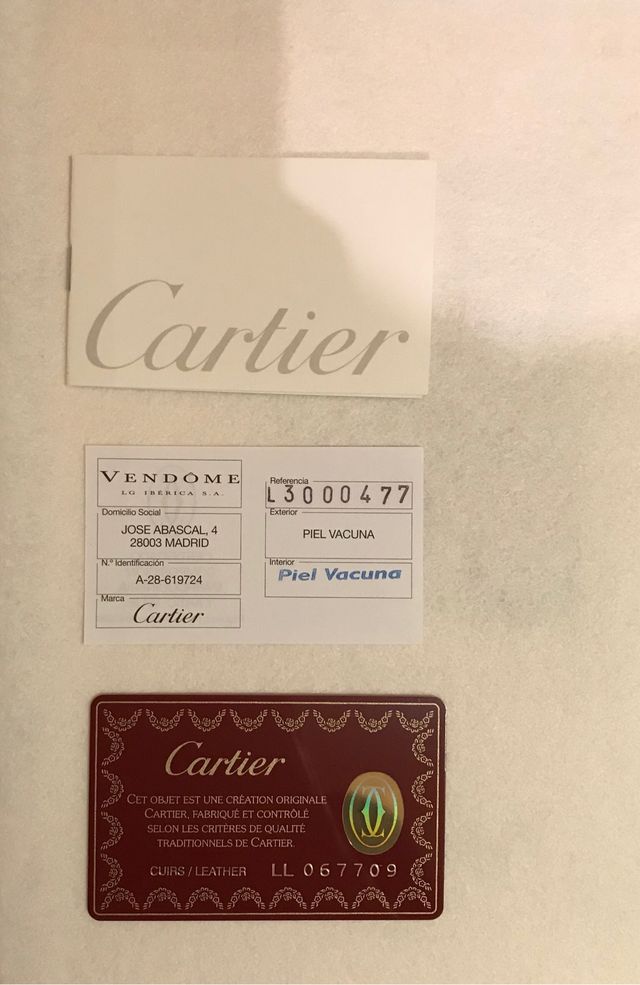 Cartier
VENDÔME
LG IBÉRICA S.A.
Domicilio Social
JOSE ABASCAL, 4
28003 MADRID
N.º Identificación
A-28-619724
Marca
Cartier
Referencia
L3000477
Exterior
PIEL VACUNA
Interior
Piel Vacuna
Cartier
CET OBJET EST UNE CRÉATION ORIGINALE
CARTIER, FABRIQUÉ ET CONTRÔLÉ
SELON LES CRITÈRES DE QUALITÉ
TRADITIONNELS DE CARTIER.
CUIRS / LEATHER LL 067709